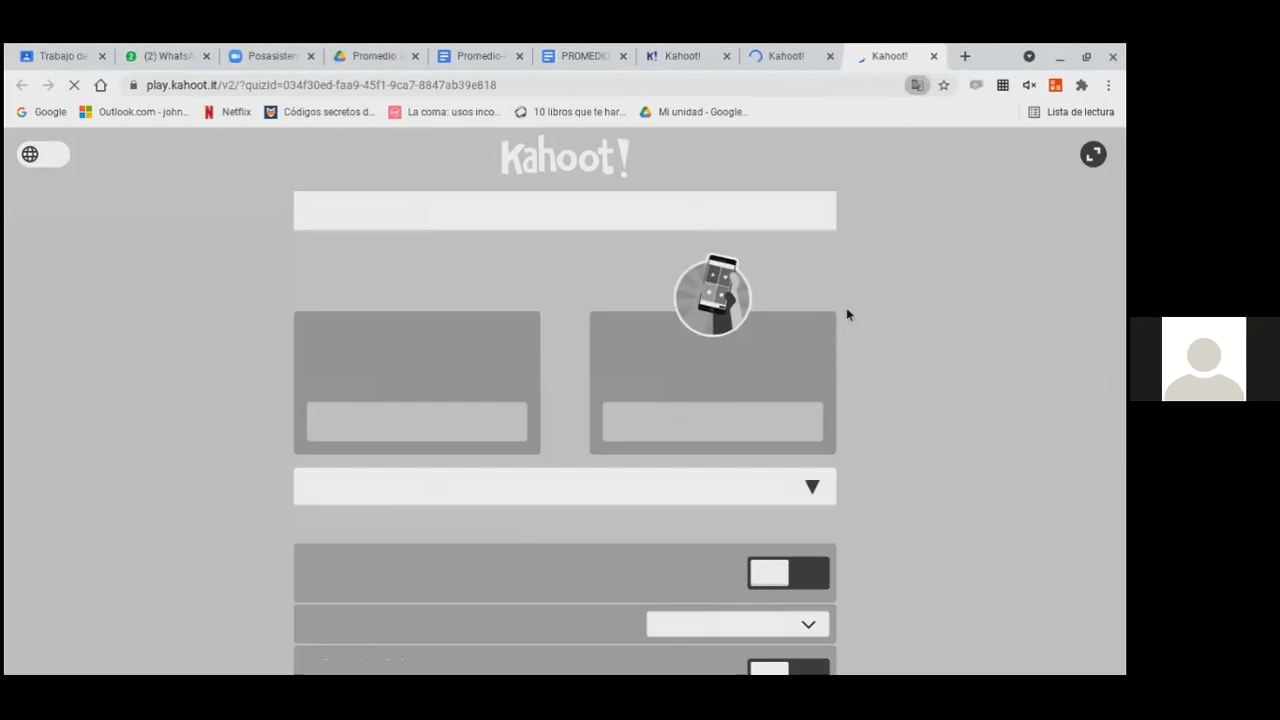 Trabajo de
(2) WhatsA
Posasisten
Promedio 2
Promedio-
PROMEDIO
K! Kahoot!
Kahoot!
Kahoot!
play.kahoot.it/v2/?quizId=034f30ed-faa9-45f1-9ca7-8847ab39e818
Google
Outlook.com - john...
Netflix
Códigos secretos d...
La coma: usos inco...
10 libros que te har...
Mi unidad - Google...
Lista de lectura
Kahoot!